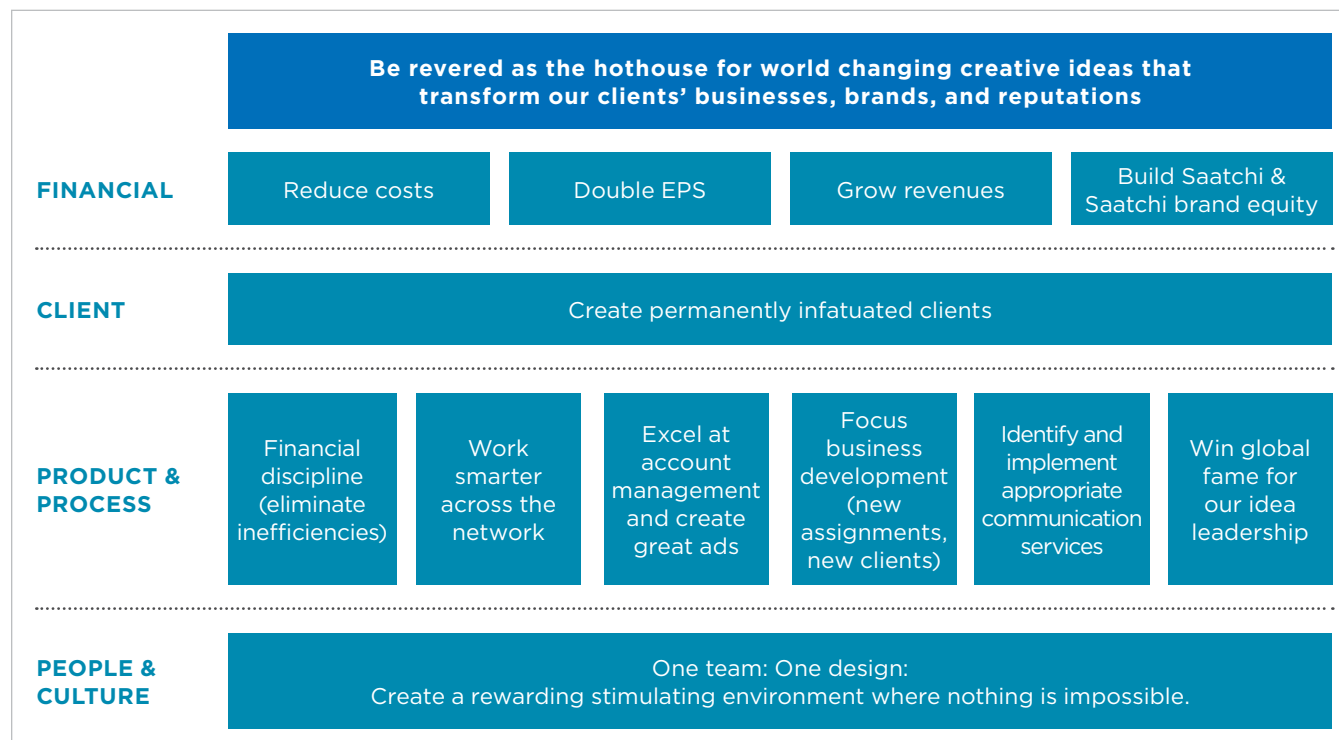 Be revered as the hothouse for world changing creative ideas that
transform our clients’ businesses, brands, and reputations
FINANCIAL
Reduce costs
Double EPS
Grow revenues
Build Saatchi &
Saatchi brand equity
CLIENT
Create permanently infatuated clients
PRODUCT &
PROCESS
Financial
discipline
(eliminate
inefficiencies)
Work
smarter
across the
network
Excel at
account
management
and create
great ads
Focus
business
development
(new
assignments,
new clients)
Identify and
implement
appropriate
communication
services
Win global
fame for
our idea
leadership
PEOPLE &
CULTURE
One team: One design:
Create a rewarding stimulating environment where nothing is impossible.